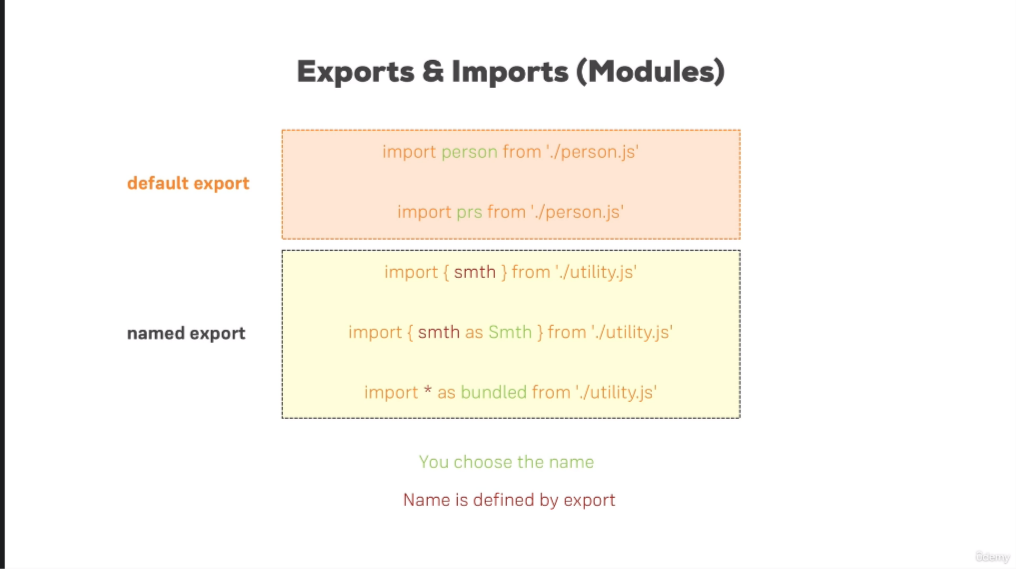 Exports & Imports (Modules)
default export
import person from './person.js'
import prs from './person.js'
named export
import { smth } from './utility.js'
import { smth as Smth } from './utility.js'
import * as bundled from './utility.js'
You choose the name
Name is defined by export
Udemy